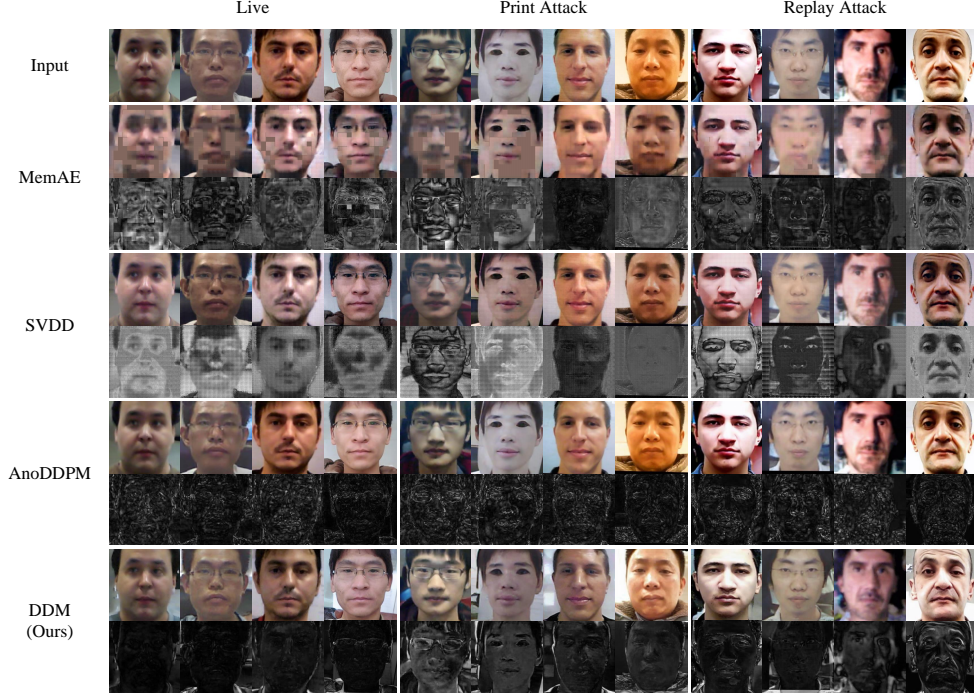 Live Print Attack Replay Attack
Input
MemAE
SVDD
AnoDDPM
DDM
(Ours)